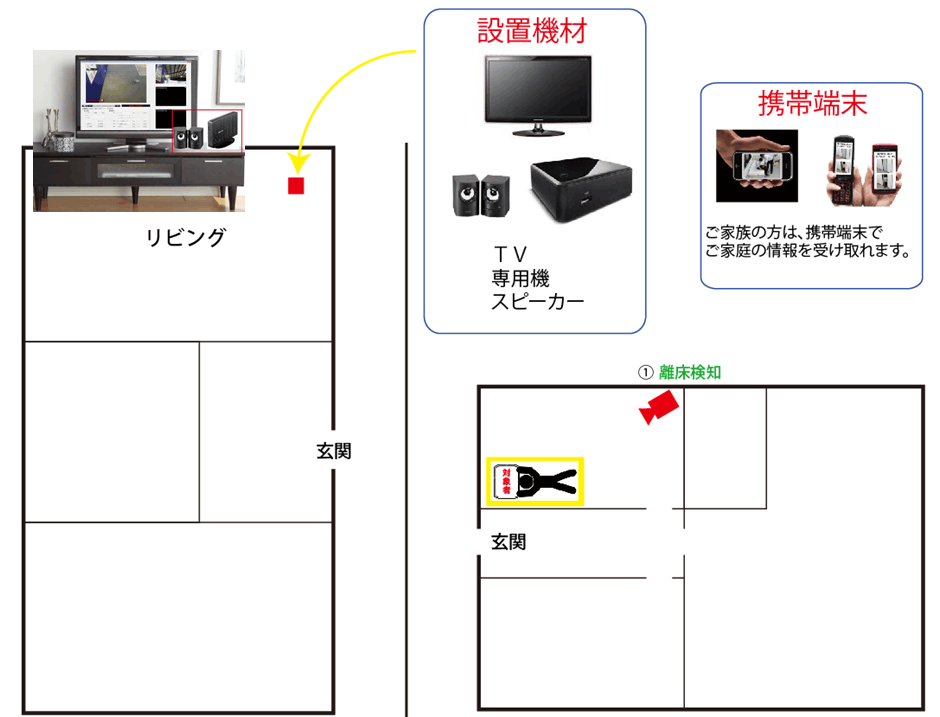 設置機材
ＴＶ
専用機
スピーカー
携帯端末
ご家族の方は、携帯端末で
ご家庭の情報を受け取れます。
リビング
玄関
① 離床検知
対象者
玄関